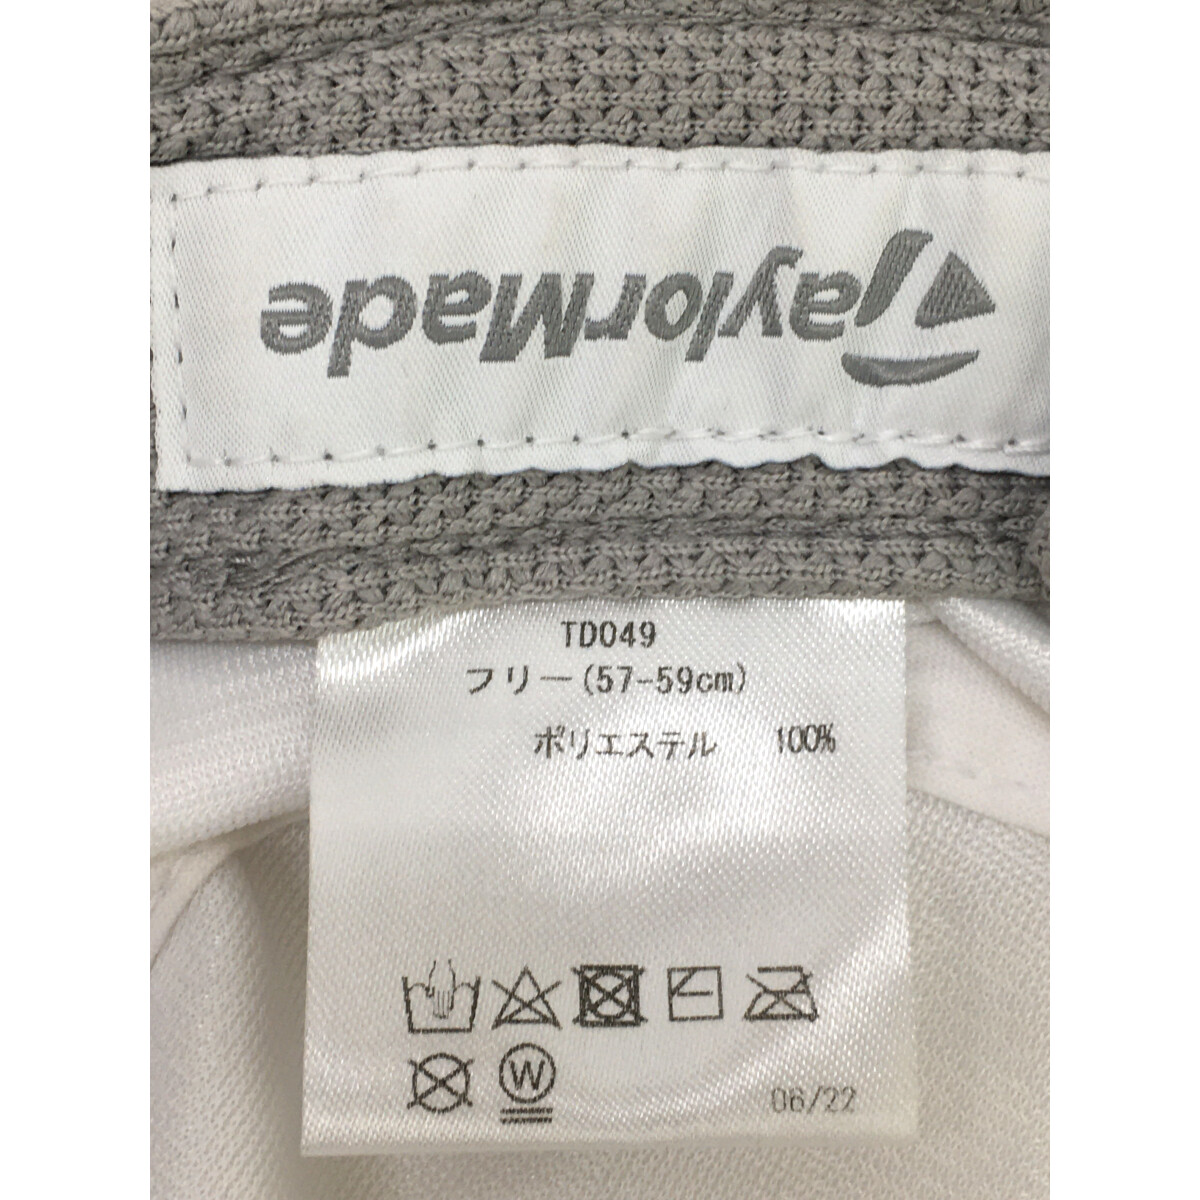 TaylorMade
TD049
フリー(57-59cm)
ポリエステル 100%
W
06/22